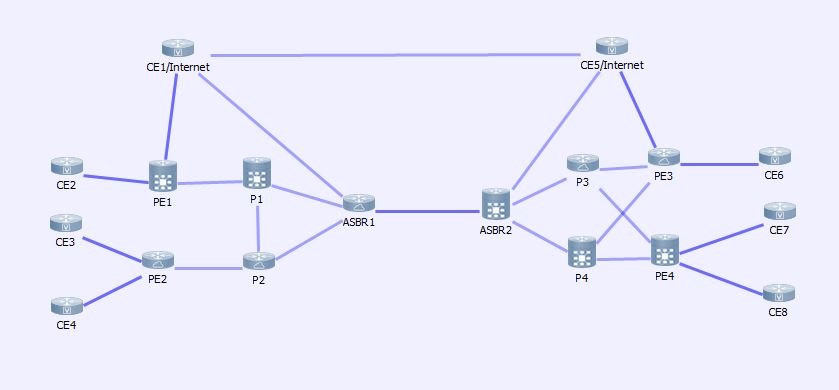 CE1/Internet
CE5/Internet
CE2
PE1
P1
P3
PE3
CE6
CE3
ASBR1
ASBR2
CE7
PE2
P2
P4
PE4
CE4
CE8